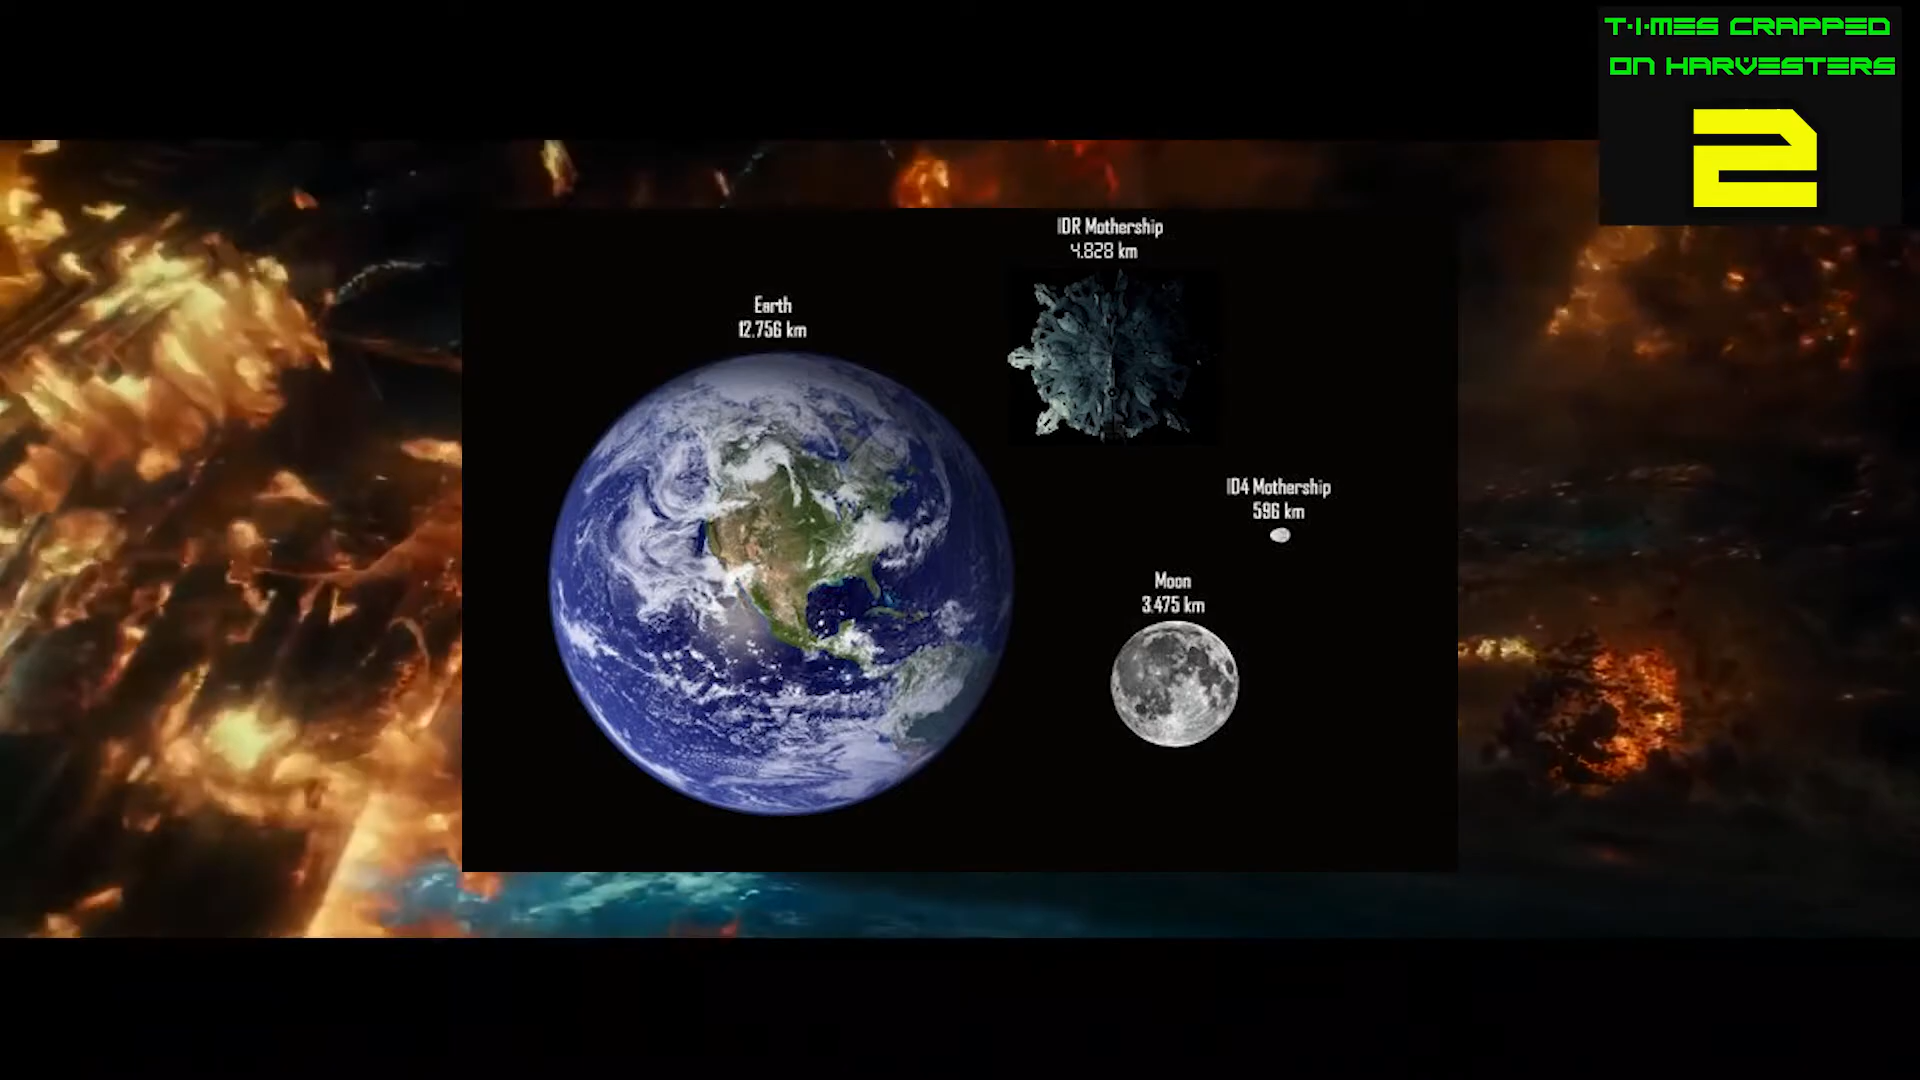 T·I·MES CRAPPED
ON HARVESTERS
2
IDR Mothership
4.828 km
Earth
12.756 km
ID4 Mothership
596 km
Moon
3.475 km